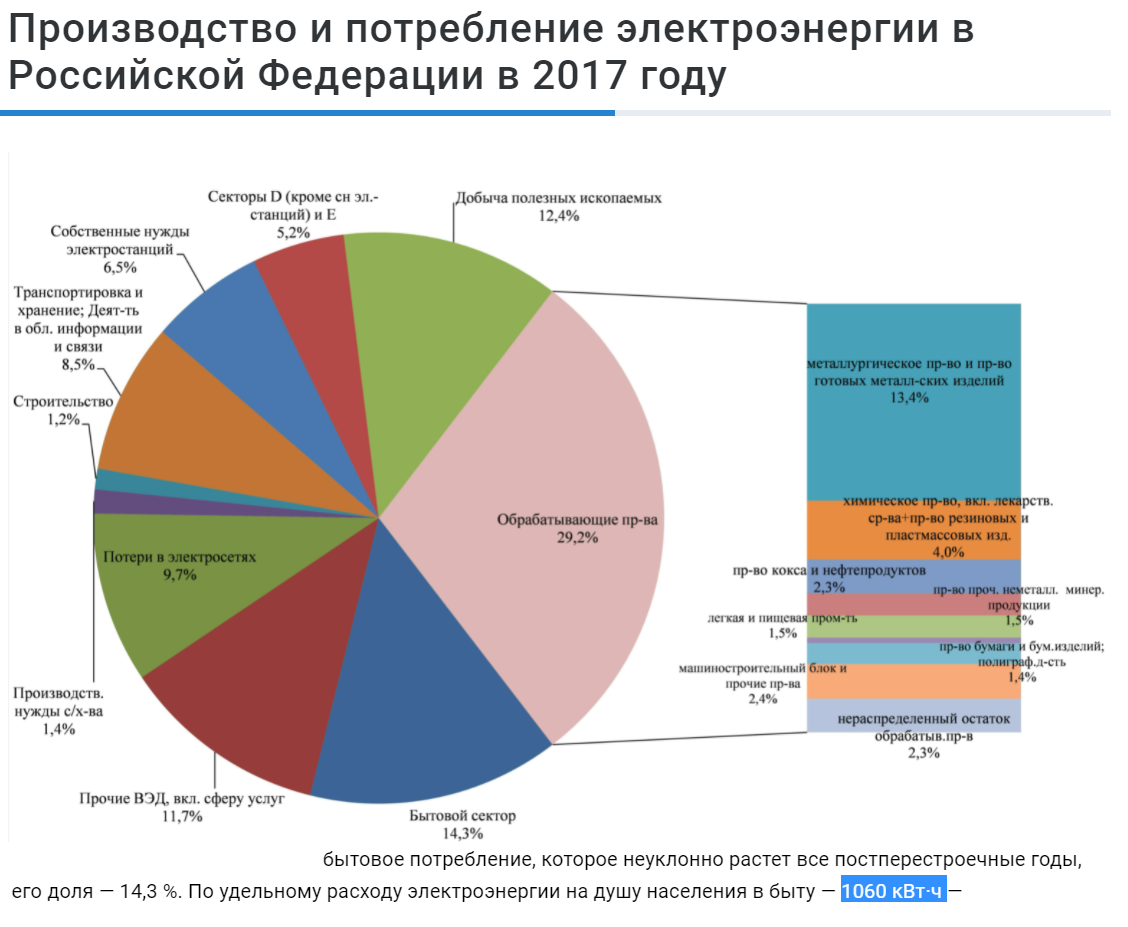 Производство и потребление электроэнергии в
Российской Федерации в 2017 году
Секторы D (кроме сн эл.-
станций) и E
5,2%
Добыча полезных ископаемых
12,4%
Собственные нужды
электростанций
6,5%
Транспортировка и
хранение; Деят-ть
в обл. информации
и связи
8,5%
Строительство
1,2%
Обрабатывающие пр-ва
29,2%
Потери в электросетях
9,7%
Производств.
нужды с/х-ва
1,4%
Прочие ВЭД, вкл. сферу услуг
11,7%
Бытовой сектор
14,3%
металлургическое пр-во и пр-во
готовых металл-ских изделий
13,4%
химическое пр-во, вкл. лекарств.
ср-ва+пр-во резиновых и
пластмассовых изд.
4,0%
пр-во кокса и нефтепродуктов
2,3%
пр-во проч. неметалл. минер.
продукции
1,5%
легкая и пищевая пром-ть
1,5%
пр-во бумаги и бум.изделий;
полиграф.д-сть
1,4%
машиностроительный блок и
прочие пр-ва
2,4%
нераспределенный остаток
обрабатыв.пр-в
2,3%
бытовое потребление, которое неуклонно растет все постперестроечные годы,
его доля — 14,3 %. По удельному расходу электроэнергии на душу населения в быту — 1060 кВт·ч —